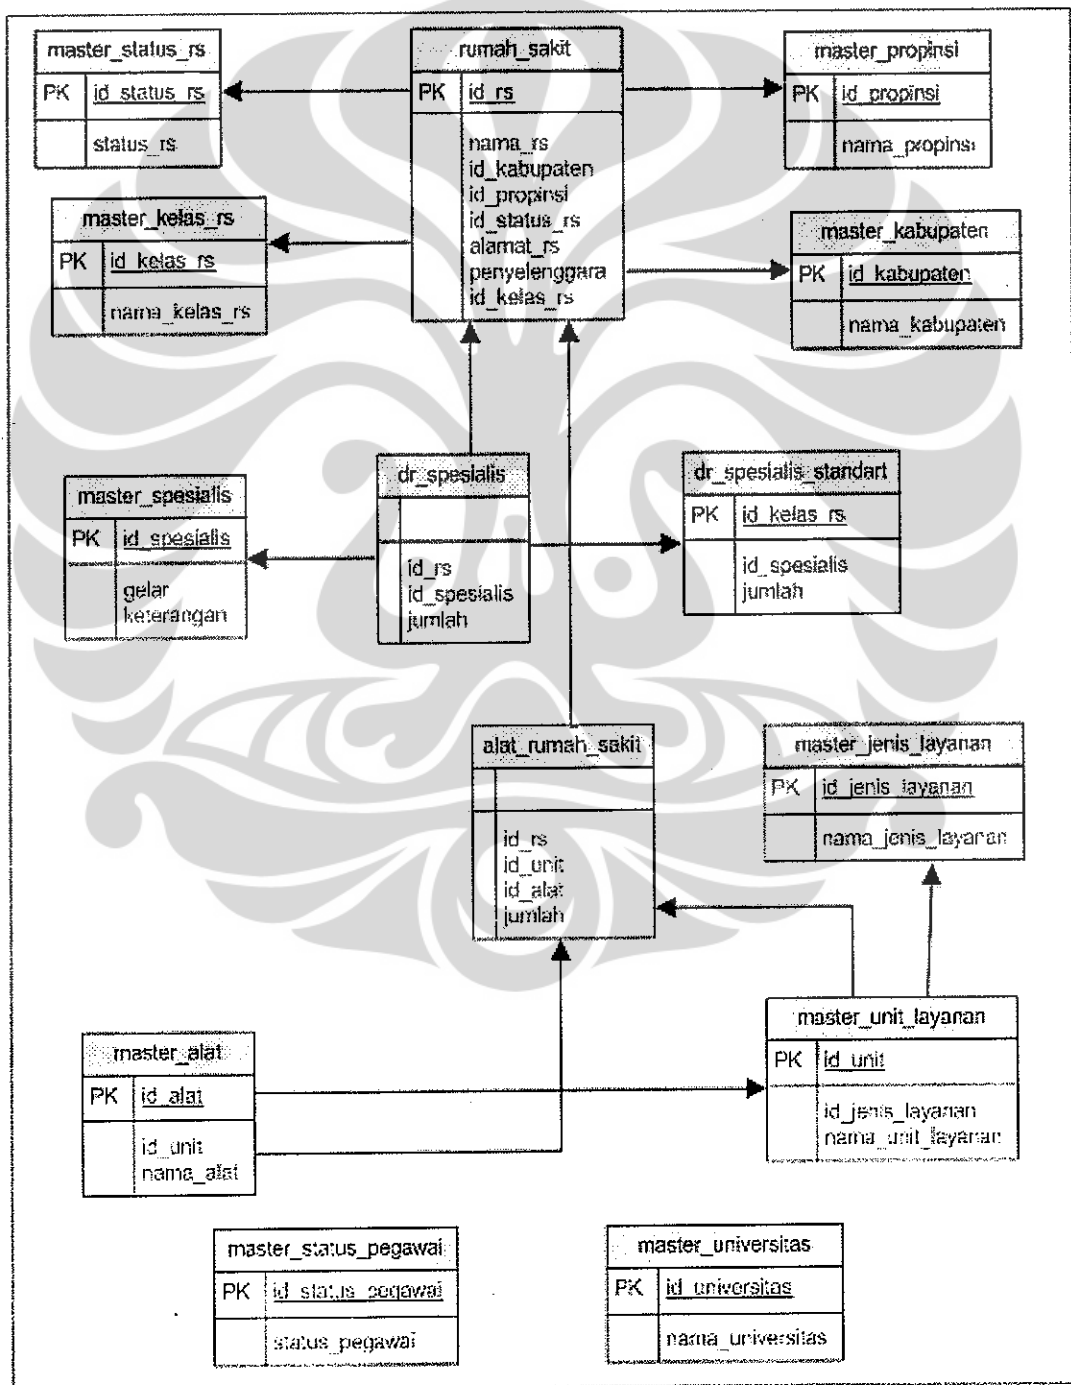 master_status_rs
PK id_status_rs
status_rs
rumah_sakit
PK id_rs
nama_rs
id_kabupaten
id_propinsi
id_status_rs
alamat_rs
penyelenggara
id_kelas_rs
master_propinsi
PK id_propinsi
nama_propinsi
master_kelas_rs
PK id_kelas_rs
nama_kelas_rs
master_kabupaten
PK id_kabupaten
nama_kabupaten
master_spesialis
PK id_spesialis
gelar
keterangan
dr_spesialis
id_rs
id_spesialis
jumlah
dr_spesialis_standart
PK id_kelas_rs
id_spesialis
jumlah
alat_rumah_sakit
id_rs
id_unit
id_alat
jumlah
master_jenis_layanan
PK id_jenis_layanan
nama_jenis_layanan
master_alat
PK id_alat
id_unit
nama_alat
master_unit_layanan
PK id_unit
id_jenis_layanan
nama_unit_layanan
master_status_pegawai
PK id_status_pegawai
status_pegawai
master_universitas
PK id_universitas
nama_universitas